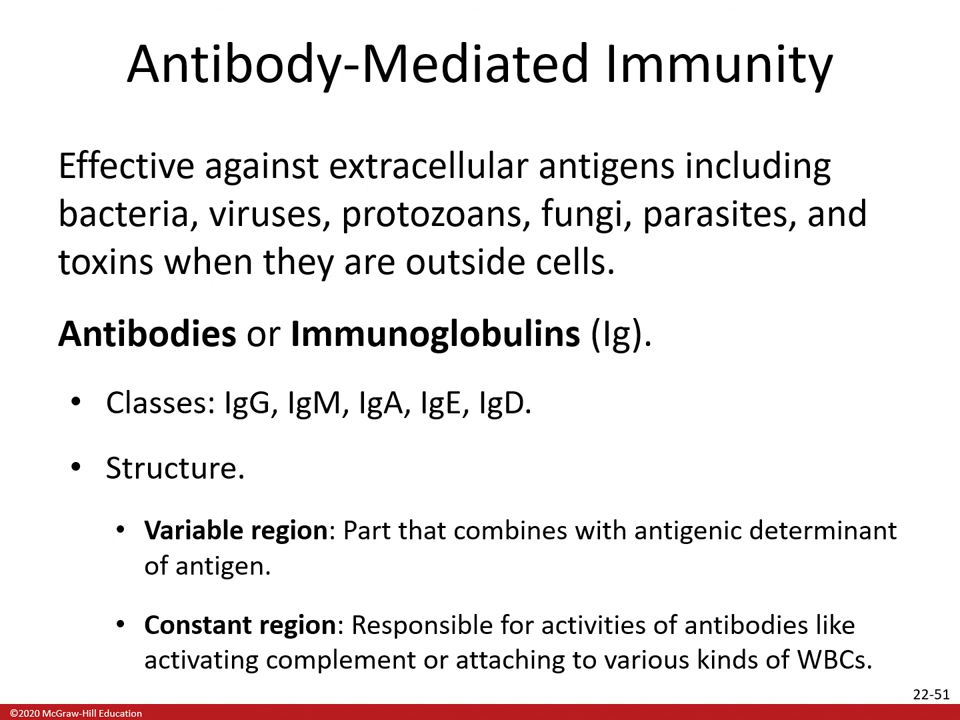 Antibody-Mediated Immunity
Effective against extracellular antigens including
bacteria, viruses, protozoans, fungi, parasites, and
toxins when they are outside cells.
Antibodies or Immunoglobulins (Ig).
• Classes: IgG, IgM, IgA, IgE, IgD.
• Structure.
• Variable region: Part that combines with antigenic determinant
of antigen.
• Constant region: Responsible for activities of antibodies like
activating complement or attaching to various kinds of WBCs.
22-51
©2020 McGraw-Hill Education